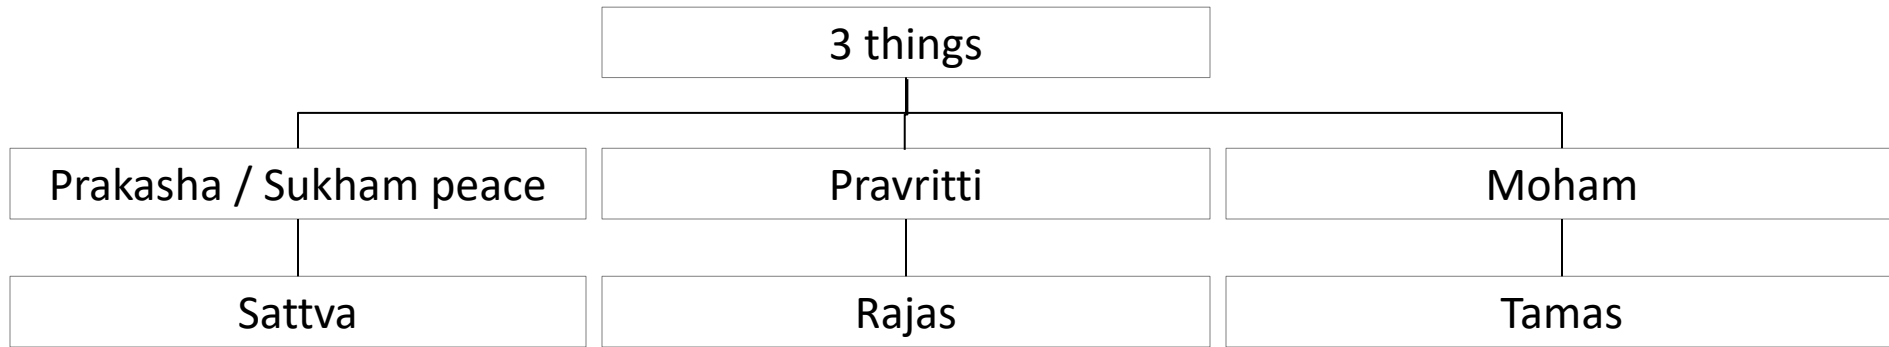 3 things
Prakasha / Sukham peace
Pravritti
Moham
Sattva
Rajas
Tamas